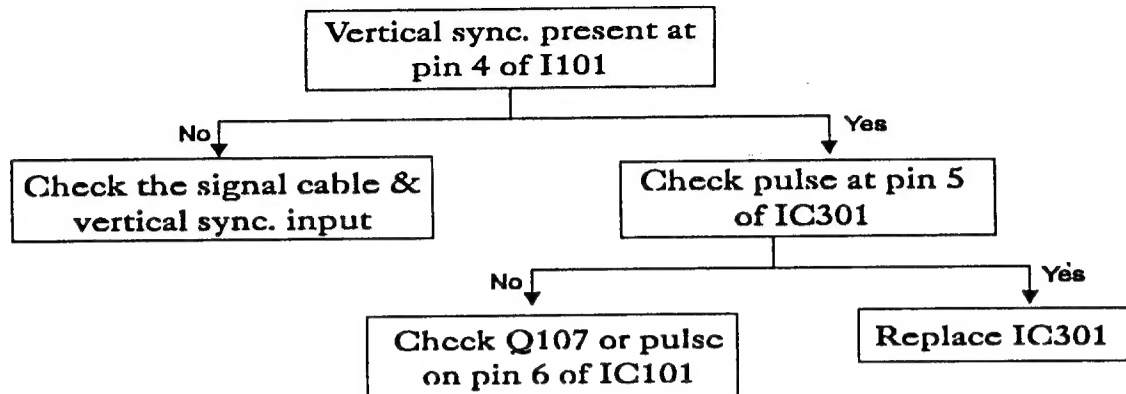 Vertical sync. present at
pin 4 of I101
No
Yes
Check the signal cable &
vertical sync. input
Check pulse at pin 5
of IC301
No
Yes
Check Q107 or pulse
on pin 6 of IC101
Replace IC301